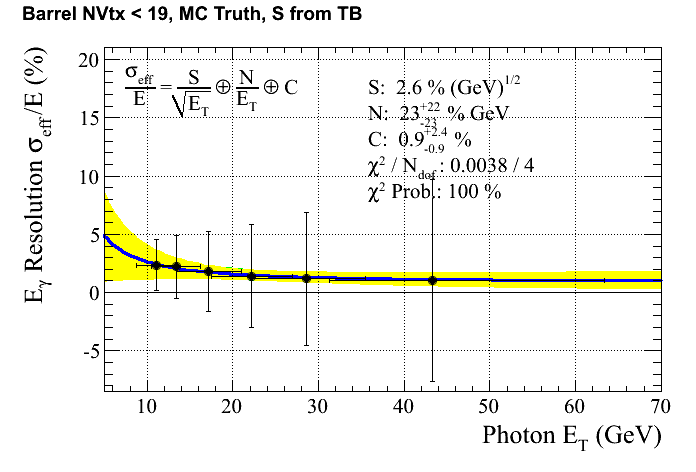 Barrel NVtx < 19, MC Truth, S from TB
σeff/E = S/√ET ⊕ N/ET ⊕ C
S: 2.6 % (GeV)^1/2
N: 23 +22 -23 % GeV
C: 0.9 +2.4 -0.9 %
χ² / Ndof : 0.0038 / 4
χ² Prob.: 100 %
Eγ Resolution σeff/E (%)
20
15
10
5
0
-5
10 20 30 40 50 60 70
Photon ET (GeV)